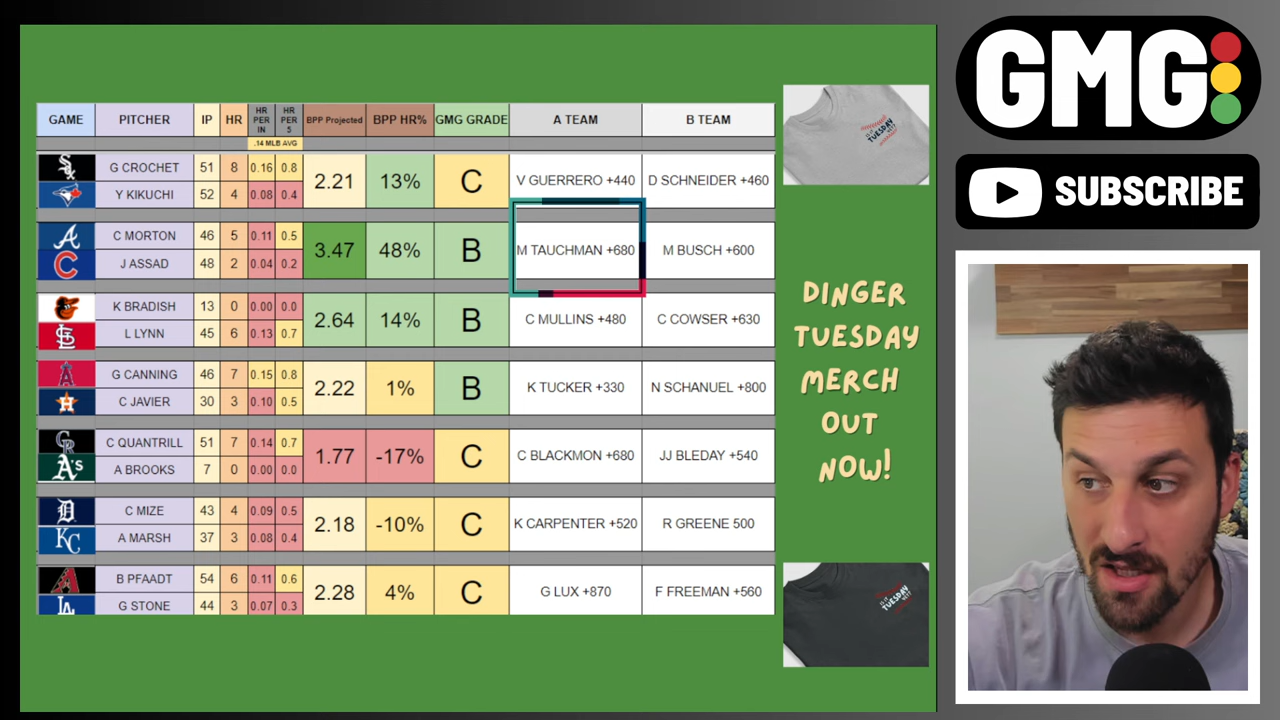 GMG
SUBSCRIBE
GAME PITCHER IP HR HR PER IN HR PER 5 BPP Projected BPP HR% GMG GRADE A TEAM B TEAM
.14 MLB AVG
G CROCHET 51 8 0.16 0.8
Y KIKUCHI 52 4 0.08 0.4
2.21 13% C V GUERRERO +440 D SCHNEIDER +460
C MORTON 46 5 0.11 0.5
J ASSAD 48 2 0.04 0.2
3.47 48% B M TAUCHMAN +680 M BUSCH +600
K BRADISH 13 0 0.00 0.0
L LYNN 45 6 0.13 0.7
2.64 14% B C MULLINS +480 C COWSER +630
G CANNING 46 7 0.15 0.8
C JAVIER 30 3 0.10 0.5
2.22 1% B K TUCKER +330 N SCHANUEL +800
C QUANTRILL 51 7 0.14 0.7
A BROOKS 7 0 0.00 0.0
1.77 -17% C C BLACKMON +680 JJ BLEDAY +540
C MIZE 43 4 0.09 0.5
A MARSH 37 3 0.08 0.4
2.18 -10% C K CARPENTER +520 R GREENE 500
B PFAADT 54 6 0.11 0.6
G STONE 44 3 0.07 0.3
2.28 4% C G LUX +870 F FREEMAN +560
TUESDAY
DINGER
TUESDAY
MERCH
OUT
NOW!
TUESDAY